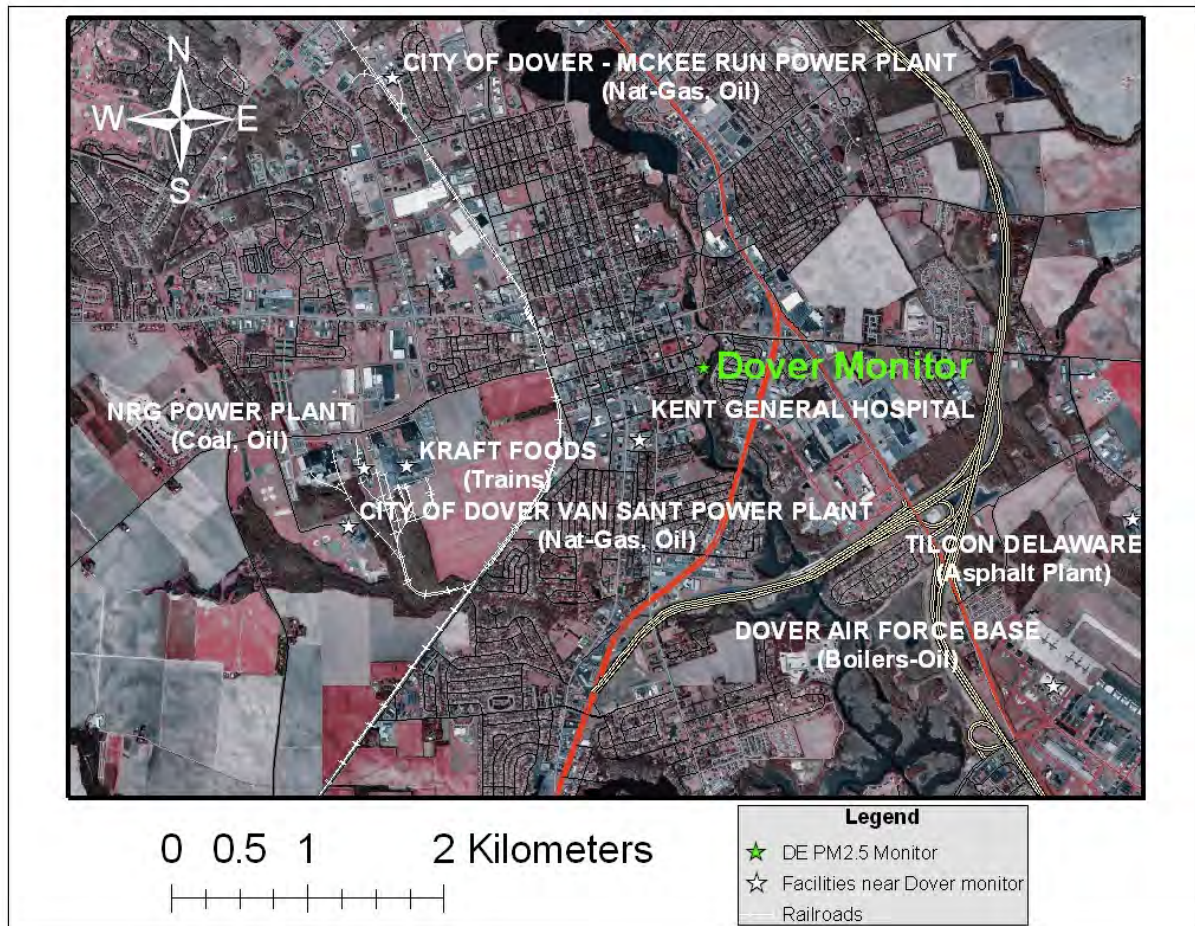 N
W E
S
CITY OF DOVER - MCKEE RUN POWER PLANT
(Nat-Gas, Oil)
Dover Monitor
NRG POWER PLANT
(Coal, Oil)
KENT GENERAL HOSPITAL
KRAFT FOODS
(Trains)
CITY OF DOVER VAN SANT POWER PLANT
(Nat-Gas, Oil)
TILCON DELAWARE
(Asphalt Plant)
DOVER AIR FORCE BASE
(Boilers-Oil)
0 0.5 1 2 Kilometers
Legend
DE PM2.5 Monitor
Facilities near Dover monitor
Railroads